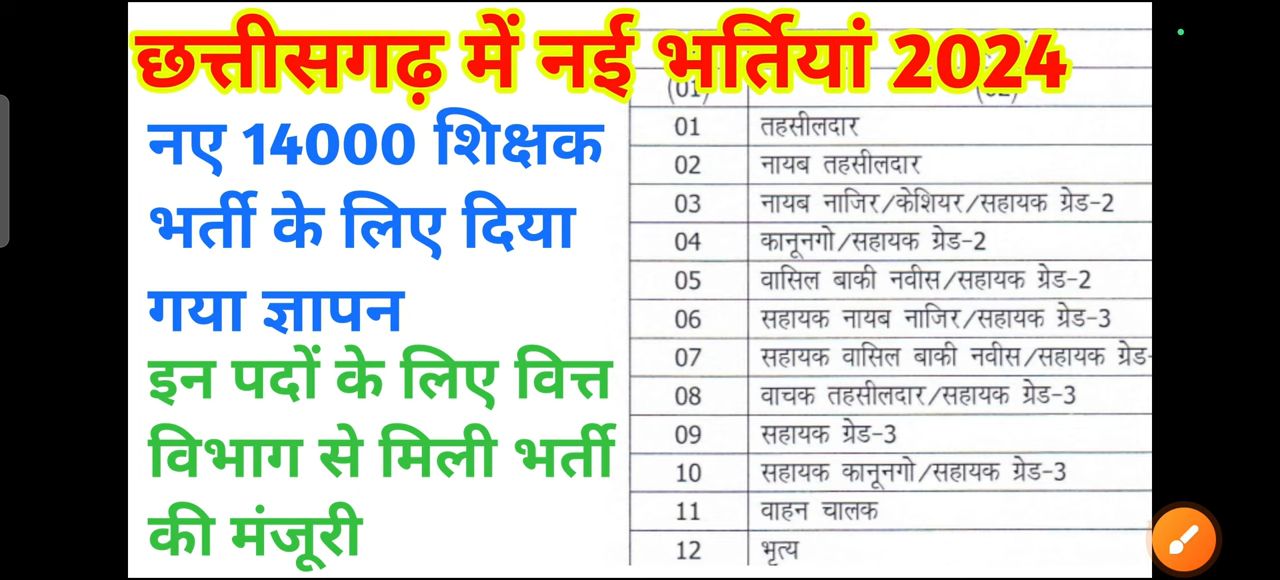 छत्तीसगढ़ में नई भर्तियां 2024
नए 14000 शिक्षक
भर्ती के लिए दिया
गया ज्ञापन
इन पदों के लिए वित्त
विभाग से मिली भर्ती
की मंजूरी
(01)
01 तहसीलदार
02 नायब तहसीलदार
03 नायब नाजिर/केशियर/सहायक ग्रेड-2
04 कानूनगो/सहायक ग्रेड-2
05 वासिल बाकी नवीस/सहायक ग्रेड-2
06 सहायक नायब नाजिर/सहायक ग्रेड-3
07 सहायक वासिल बाकी नवीस/सहायक ग्रेड-
08 वाचक तहसीलदार/सहायक ग्रेड-3
09 सहायक ग्रेड-3
10 सहायक कानूनगो/सहायक ग्रेड-3
11 वाहन चालक
12 भृत्य